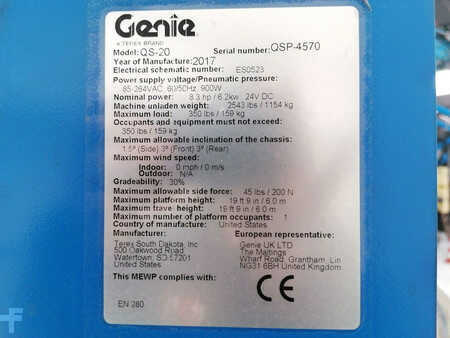 Genie
A TEREX BRAND
Model: QS-20 Serial number: QSP-4570
Year of Manufacture: 2017
Electrical schematic number: ES0523
Power supply voltage/Pneumatic pressure:
85-264VAC, 60/50Hz, 900W
Nominal power: 8.3 hp / 6.2kw 24V DC
Machine unladen weight: 2543 lbs / 1154 kg
Maximum load: 350 lbs / 159 kg
Occupants and equipment must not exceed:
350 lbs / 159 kg
Maximum allowable inclination of the chassis:
1.5º (Side) 3º (Front) 3º (Rear)
Maximum wind speed:
Indoor: 0 mph / 0 m/s
Outdoor: N/A
Gradeability: 30%
Maximum allowable side force: 45 lbs / 200 N
Maximum platform height: 19 ft 9 in / 6.0 m
Maximum travel height: 19 ft 9 in / 6.0 m
Maximum number of platform occupants: 1
Country of manufacture: United States
Manufacturer: European representative:
Terex South Dakota, Inc Genie UK LTD
500 Oakwood Road The Maltings
Watertown, SD-57201 Wharf Road, Grantham, Lin
United States NG31 6BH United Kingdom
This MEWP complies with: CE
EN 280